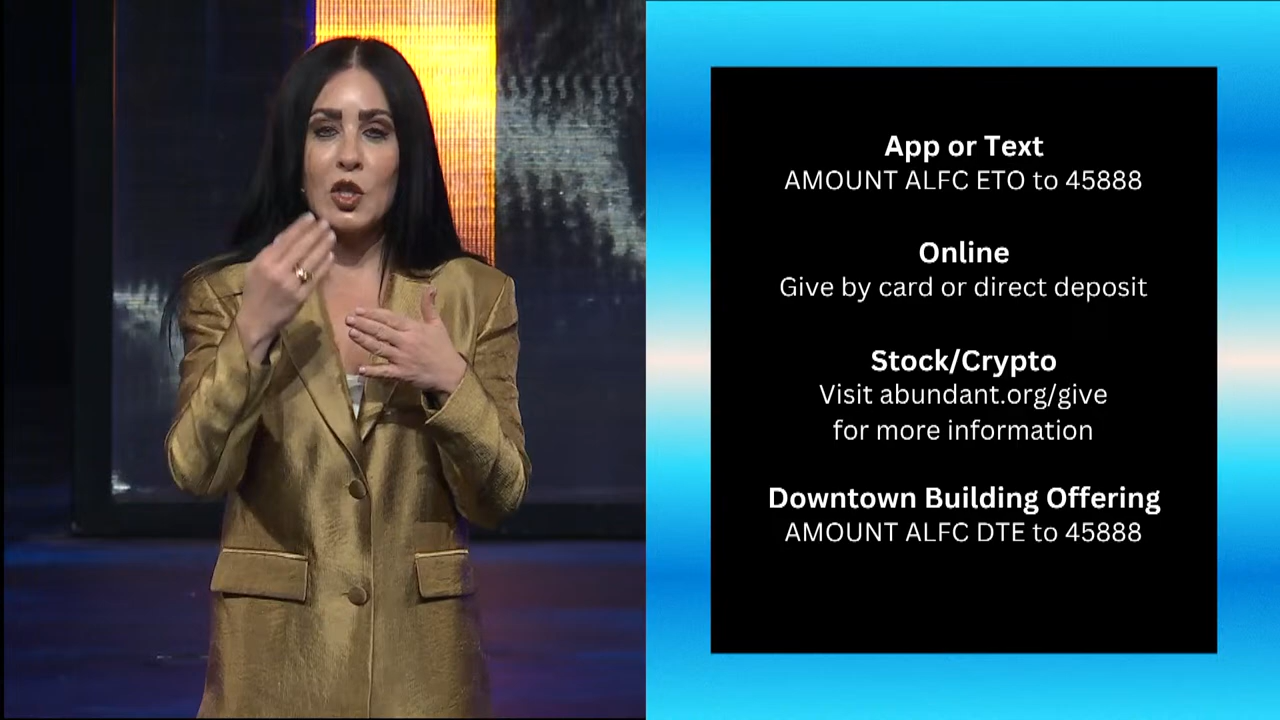 App or Text
AMOUNT ALFC ETO to 45888
Online
Give by card or direct deposit
Stock/Crypto
Visit abundant.org/give
for more information
Downtown Building Offering
AMOUNT ALFC DTE to 45888